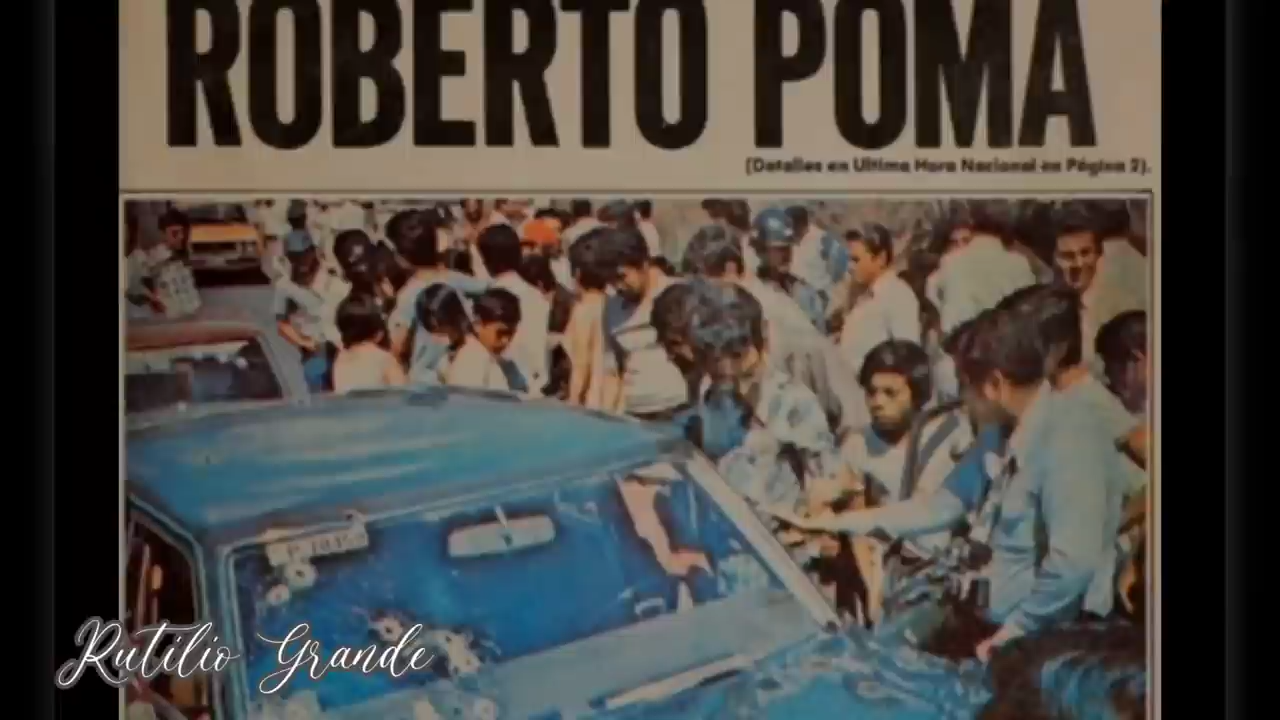 ROBERTO POMA
(Detalles en Ultima Hora Nacional en Página 2).
Rutilio Grande